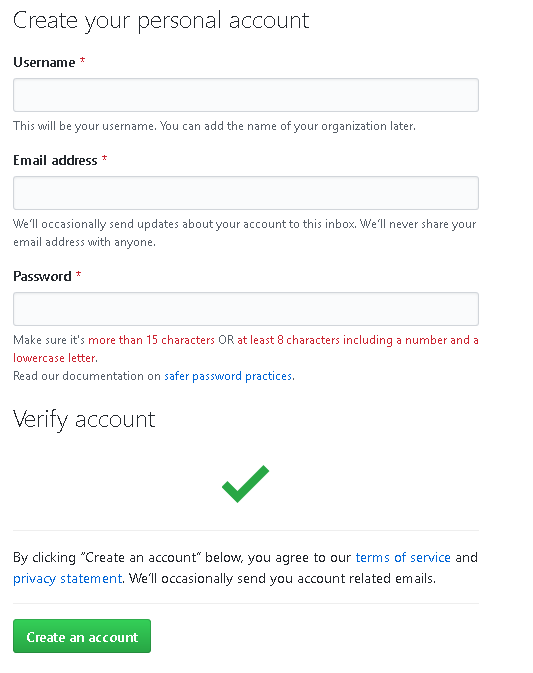 Create your personal account
Username *
This will be your username. You can add the name of your organization later.
Email address *
We’ll occasionally send updates about your account to this inbox. We’ll never share your
email address with anyone.
Password *
Make sure it's more than 15 characters OR at least 8 characters including a number and a
lowercase letter.
Read our documentation on safer password practices.
Verify account
By clicking “Create an account” below, you agree to our terms of service and
privacy statement. We’ll occasionally send you account related emails.
Create an account